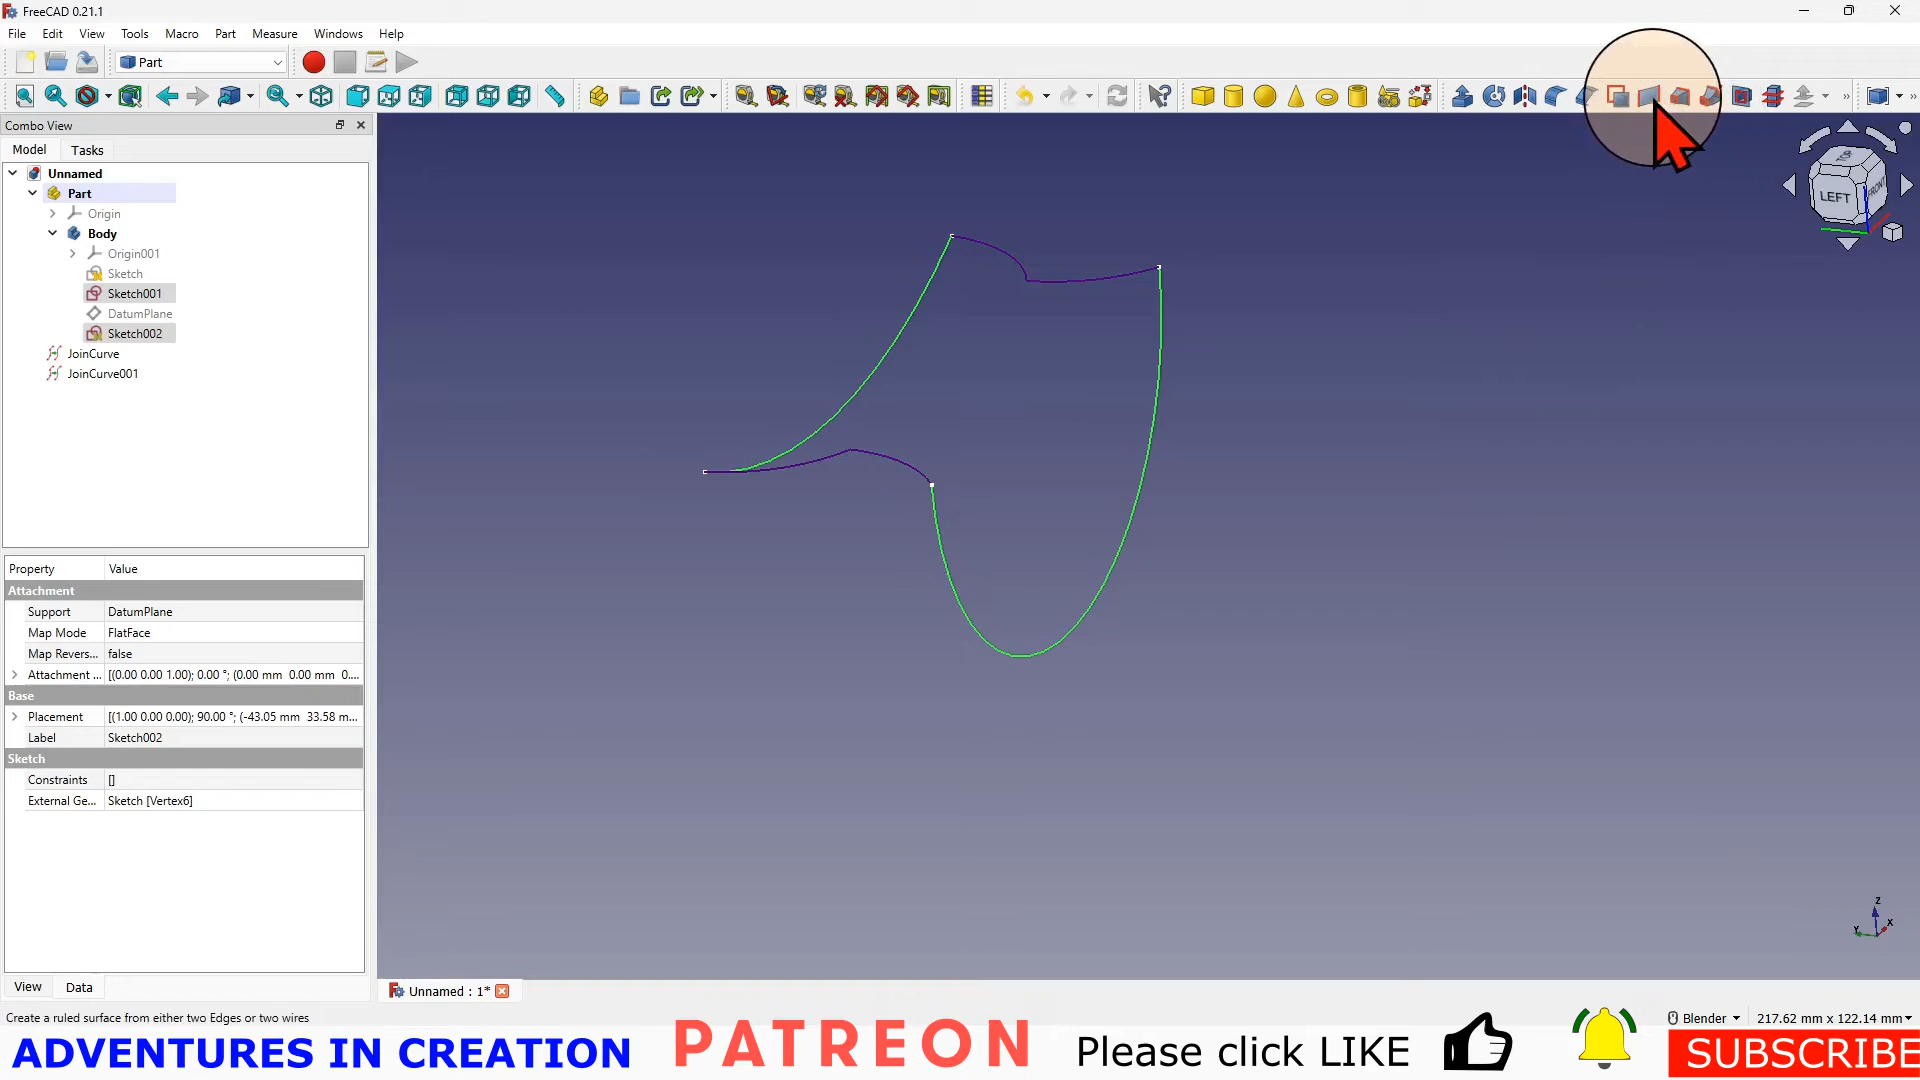 FreeCAD 0.21.1
File Edit View Tools Macro Part Measure Windows Help
Part
Combo View
Model Tasks
Unnamed
Part
Origin
Body
Origin001
Sketch
Sketch001
DatumPlane
Sketch002
JoinCurve
JoinCurve001
Property Value
Attachment
Support DatumPlane
Map Mode FlatFace
Map Revers... false
Attachment ... [(0.00 0.00 1.00); 0.00 °; (0.00 mm 0.00 mm 0....
Base
Placement [(1.00 0.00 0.00); 90.00 °; (-43.05 mm 33.58 m...
Label Sketch002
Sketch
Constraints []
External Ge... Sketch [Vertex6]
View Data
LEFT FRONT
Z
X
Y
Unnamed : 1*
Create a ruled surface from either two Edges or two wires
Blender 217.62 mm x 122.14 mm
ADVENTURES IN CREATION PATREON Please click LIKE SUBSCRIBE